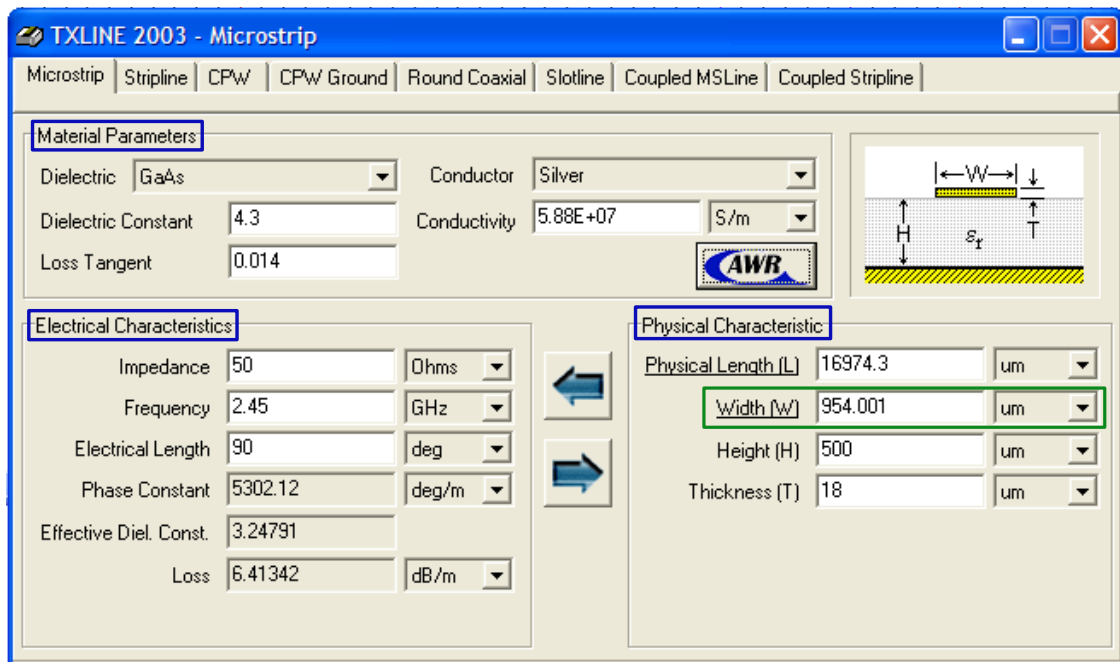 TXLINE 2003 - Microstrip
Microstrip Stripline CPW CPW Ground Round Coaxial Slotline Coupled MSLine Coupled Stripline
Material Parameters
Dielectric GaAs Conductor Silver
Dielectric Constant 4.3 Conductivity 5.88E+07 S/m
Loss Tangent 0.014 AWR
W
T
H
εr
Electrical Characteristics
Impedance 50 Ohms
Frequency 2.45 GHz
Electrical Length 90 deg
Phase Constant 5302.12 deg/m
Effective Diel. Const. 3.24791
Loss 6.41342 dB/m
Physical Characteristic
Physical Length (L) 16974.3 um
Width (W) 954.001 um
Height (H) 500 um
Thickness (T) 18 um